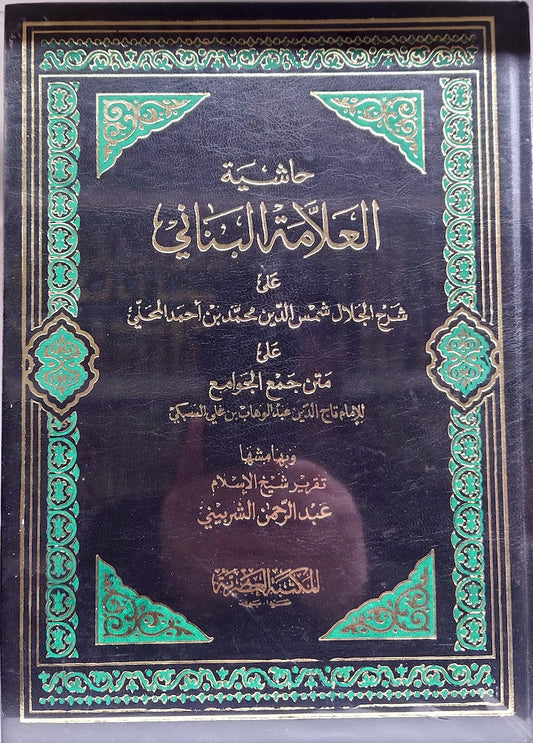 حاشية
العلامة البناني
على
شرح الجلال شمس الدين محمد بن أحمد المحلي
على
متن جمع الجوامع
للإمام تاج الدين عبد الوهاب بن علي السبكي
وبهامشها
تقرير شيخ الإسلام
عبد الرحمن الشربيني
المكتبة العصرية